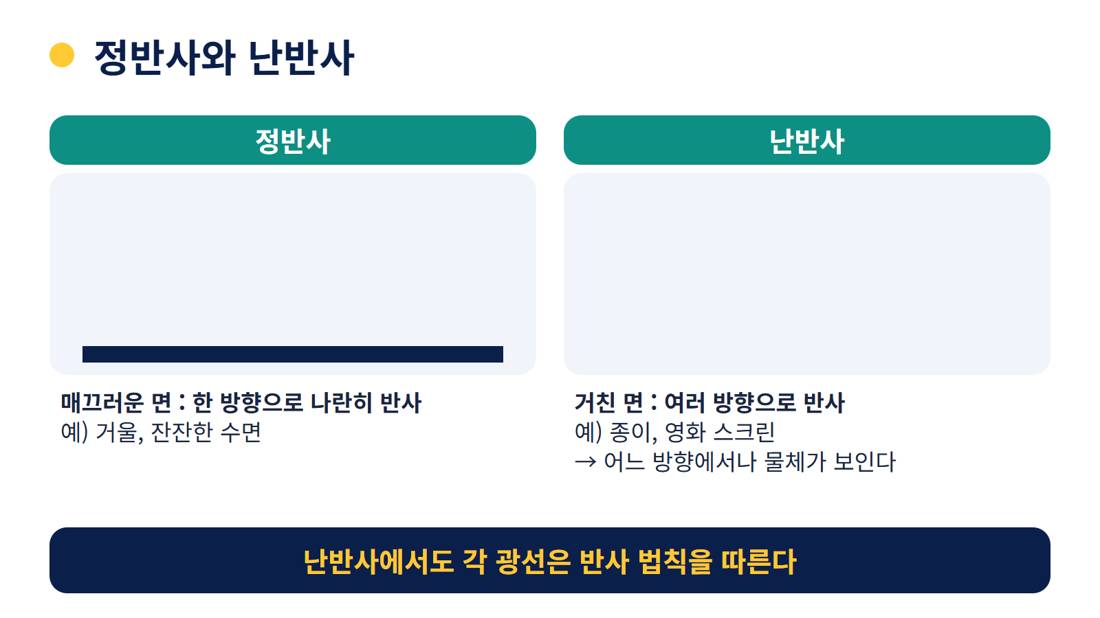 정반사와 난반사
정반사
난반사
매끄러운 면 : 한 방향으로 나란히 반사
예) 거울, 잔잔한 수면
거친 면 : 여러 방향으로 반사
예) 종이, 영화 스크린
→ 어느 방향에서나 물체가 보인다
난반사에서도 각 광선은 반사 법칙을 따른다